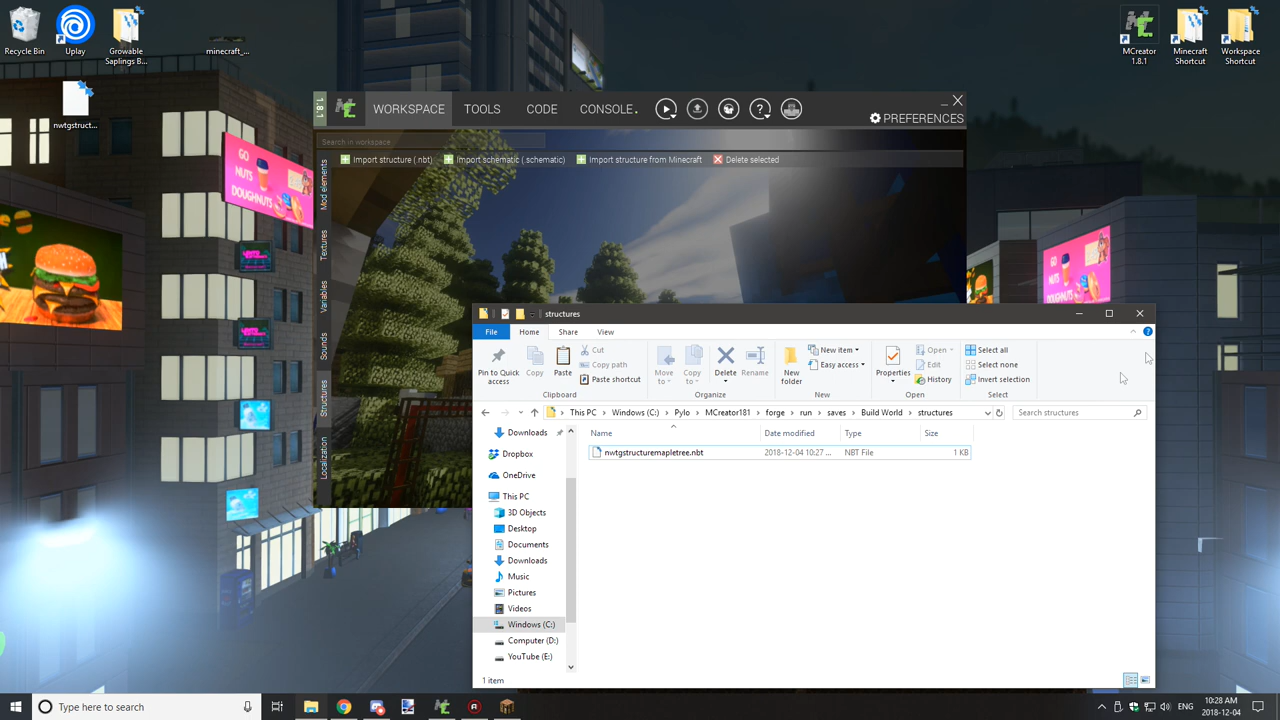 Recycle Bin
Uplay
Growable
Saplings B...
minecraft_...
nwtgstruct...
MCreator
1.8.1
Minecraft
Shortcut
Workspace
Shortcut
GO
NUTS
DOUGHNUTS
GO
NUTS
DOUGHNUTS
1.8.1
WORKSPACE
TOOLS
CODE
CONSOLE.
PREFERENCES
Search in workspace
Import structure (.nbt)
Import schematic (.schematic)
Import structure from Minecraft
Delete selected
Mod elements
Textures
Variables
Sounds
Structures
Localization
structures
File
Home
Share
View
Pin to Quick
access
Copy
Paste
Cut
Copy path
Paste shortcut
Clipboard
Move
to
Copy
to
Delete
Rename
Organize
New
folder
New item
Easy access
New
Properties
Open
Edit
History
Open
Select all
Select none
Invert selection
Select
This PC
Windows (C:)
Pylo
MCreator181
forge
run
saves
Build World
structures
Search structures
Name
Date modified
Type
Size
nwtgstructuremapletree.nbt
2018-12-04 10:27 ...
NBT File
1 KB
Downloads
Dropbox
OneDrive
This PC
3D Objects
Desktop
Documents
Downloads
Music
Pictures
Videos
Windows (C:)
Computer (D:)
YouTube (E:)
1 item
Type here to search
ENG
10:28 AM
2018-12-04